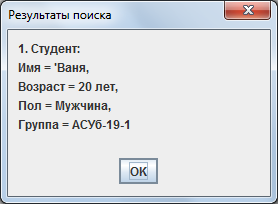 Результаты поиска
1. Студент:
Имя = 'Ваня,
Возраст = 20 лет,
Пол = Мужчина,
Группа = АСУб-19-1
OK